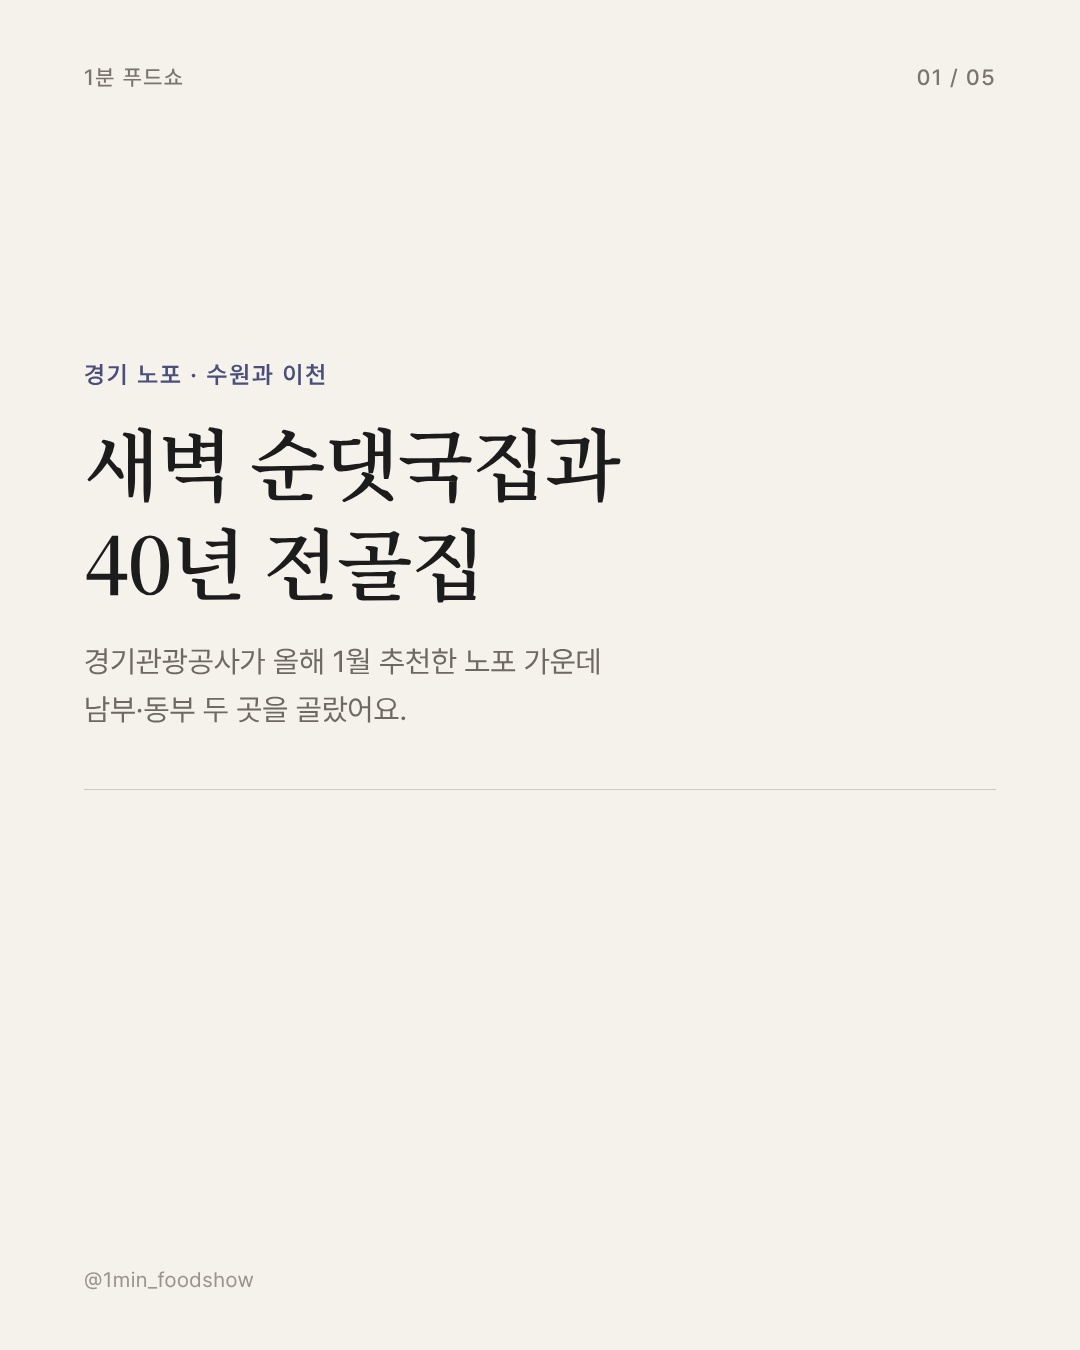 1분 푸드쇼
01 / 05
경기 노포 · 수원과 이천
새벽 순댓국집과
40년 전골집
경기관광공사가 올해 1월 추천한 노포 가운데
남부·동부 두 곳을 골랐어요.
@1min_foodshow